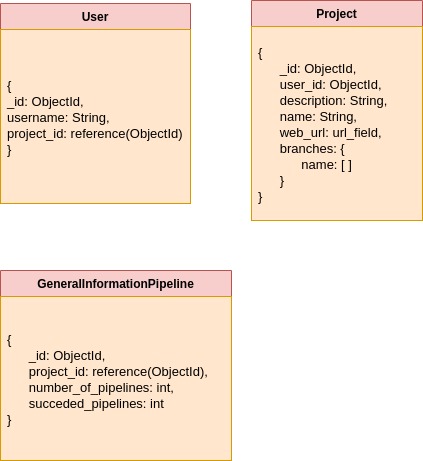 User
{
_id: ObjectId,
username: String,
project_id: reference(ObjectId)
}
Project
{
_id: ObjectId,
user_id: ObjectId,
description: String,
name: String,
web_url: url_field,
branches: {
name: [ ]
}
}
GeneralInformationPipeline
{
_id: ObjectId,
project_id: reference(ObjectId),
number_of_pipelines: int,
succeded_pipelines: int
}